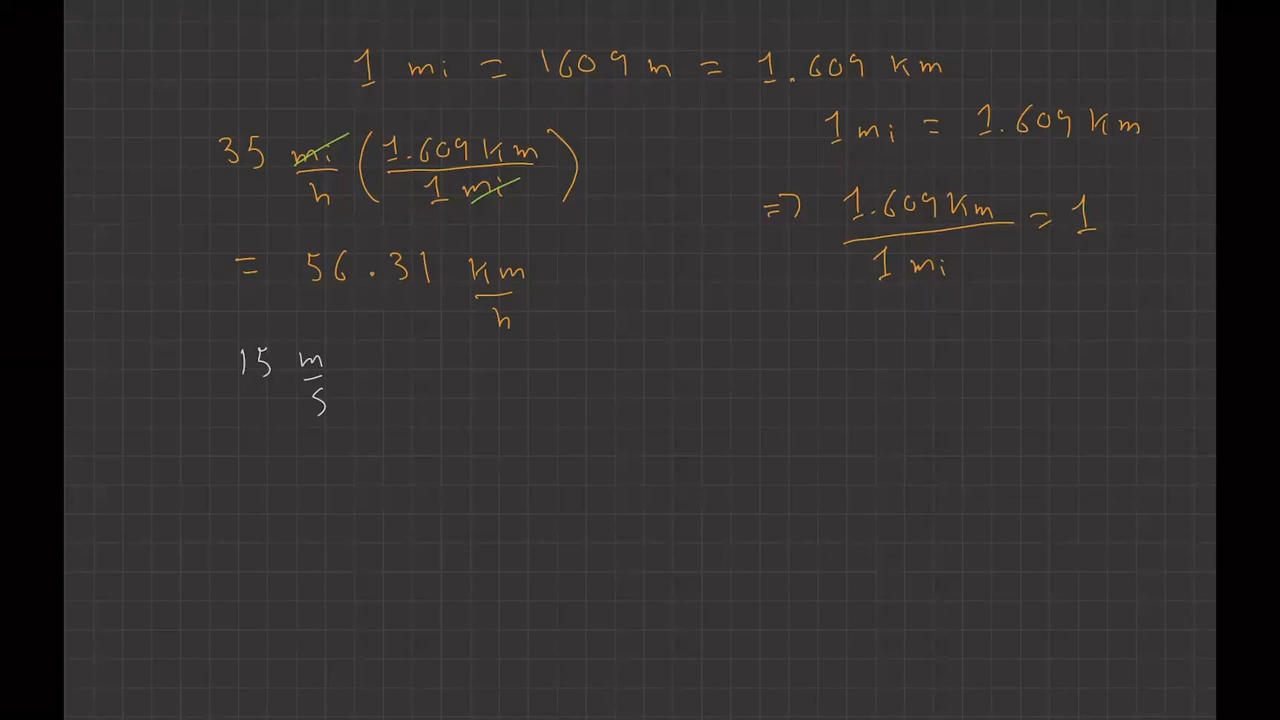 1 mi = 1609 m = 1.609 km
1 mi = 1.609 km
35 mi/h (1.609 km / 1 mi)
=> 1.609 km / 1 mi = 1
= 56.31 km/h
15 m/s